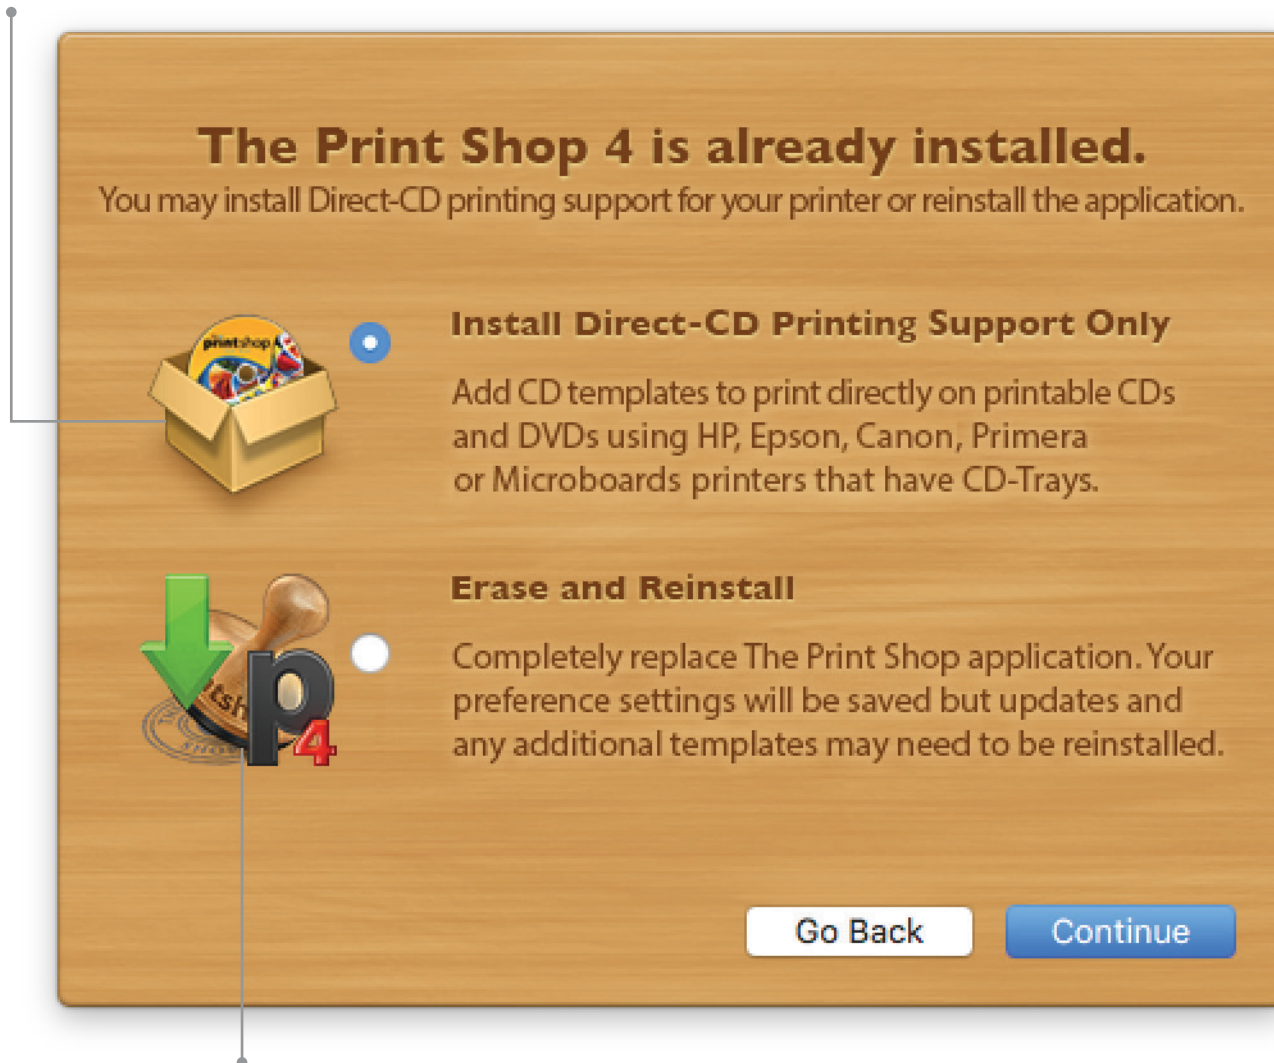 The Print Shop 4 is already installed.
You may install Direct-CD printing support for your printer or reinstall the application.
printshop
Install Direct-CD Printing Support Only
Add CD templates to print directly on printable CDs
and DVDs using HP, Epson, Canon, Primera
or Microboards printers that have CD-Trays.
Erase and Reinstall
Completely replace The Print Shop application. Your
preference settings will be saved but updates and
any additional templates may need to be reinstalled.
p
4
Go Back
Continue